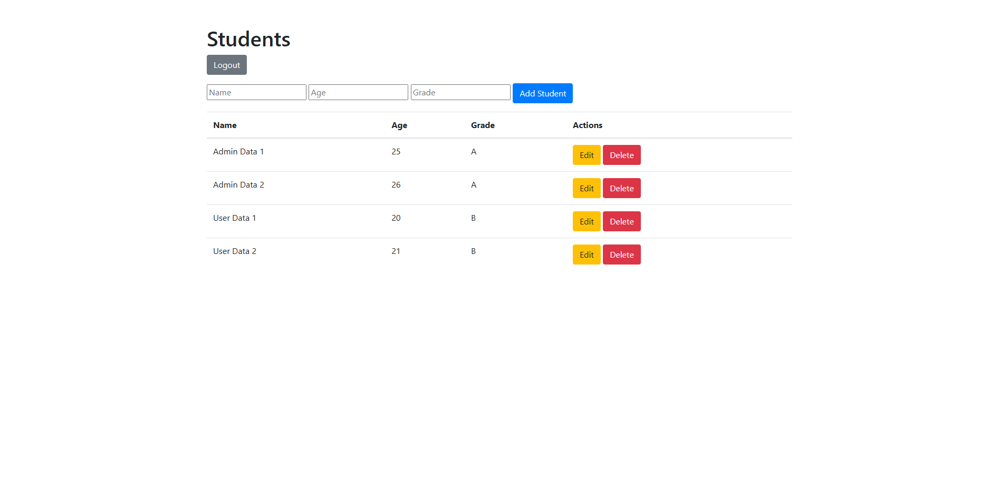 Students
Logout
Name Age Grade Add Student
Name Age Grade Actions
Admin Data 1 25 A Edit Delete
Admin Data 2 26 A Edit Delete
User Data 1 20 B Edit Delete
User Data 2 21 B Edit Delete